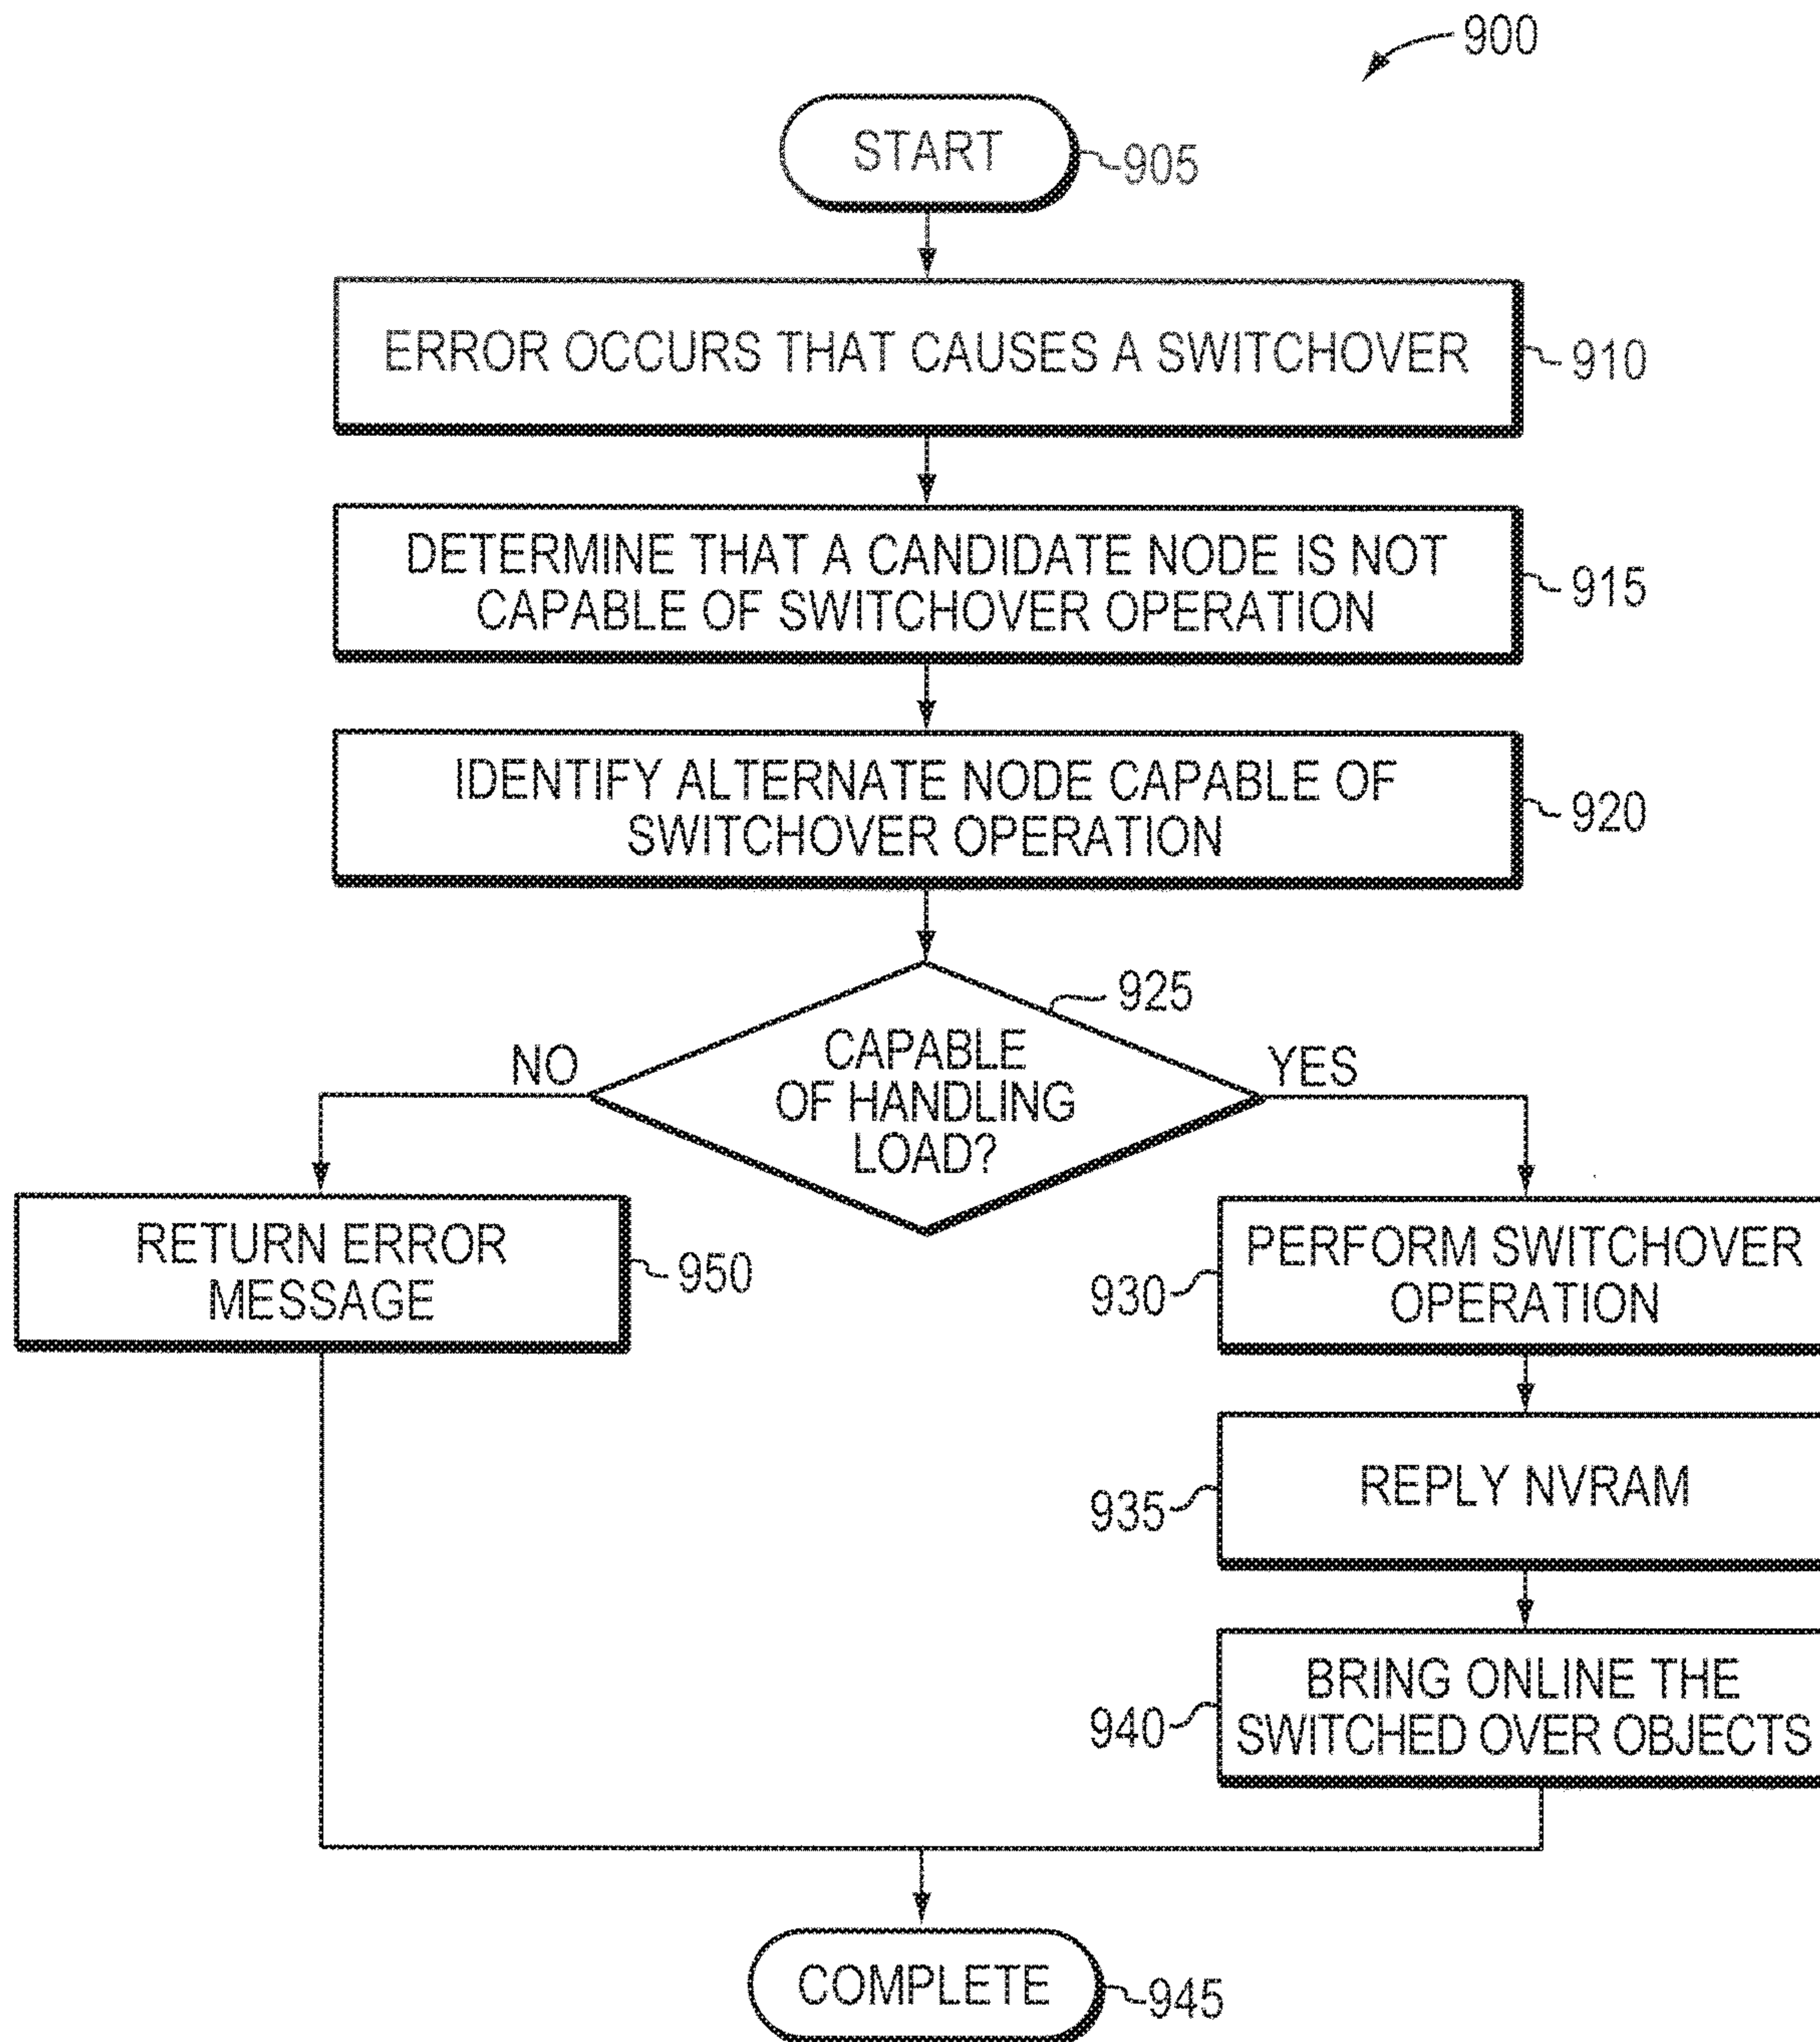 900
START
905
ERROR OCCURS THAT CAUSES A SWITCHOVER
910
DETERMINE THAT A CANDIDATE NODE IS NOT
CAPABLE OF SWITCHOVER OPERATION
915
IDENTIFY ALTERNATE NODE CAPABLE OF
SWITCHOVER OPERATION
920
925
CAPABLE
OF HANDLING
LOAD?
NO
YES
RETURN ERROR
MESSAGE
950
PERFORM SWITCHOVER
OPERATION
930
REPLY NVRAM
935
BRING ONLINE THE
SWITCHED OVER OBJECTS
940
COMPLETE
945